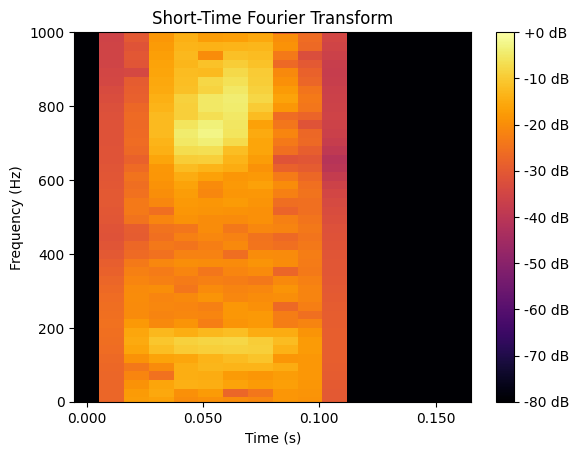 Short-Time Fourier Transform
Frequency (Hz)
1000
800
600
400
200
0
0.000
0.050
0.100
0.150
Time (s)
+0 dB
-10 dB
-20 dB
-30 dB
-40 dB
-50 dB
-60 dB
-70 dB
-80 dB